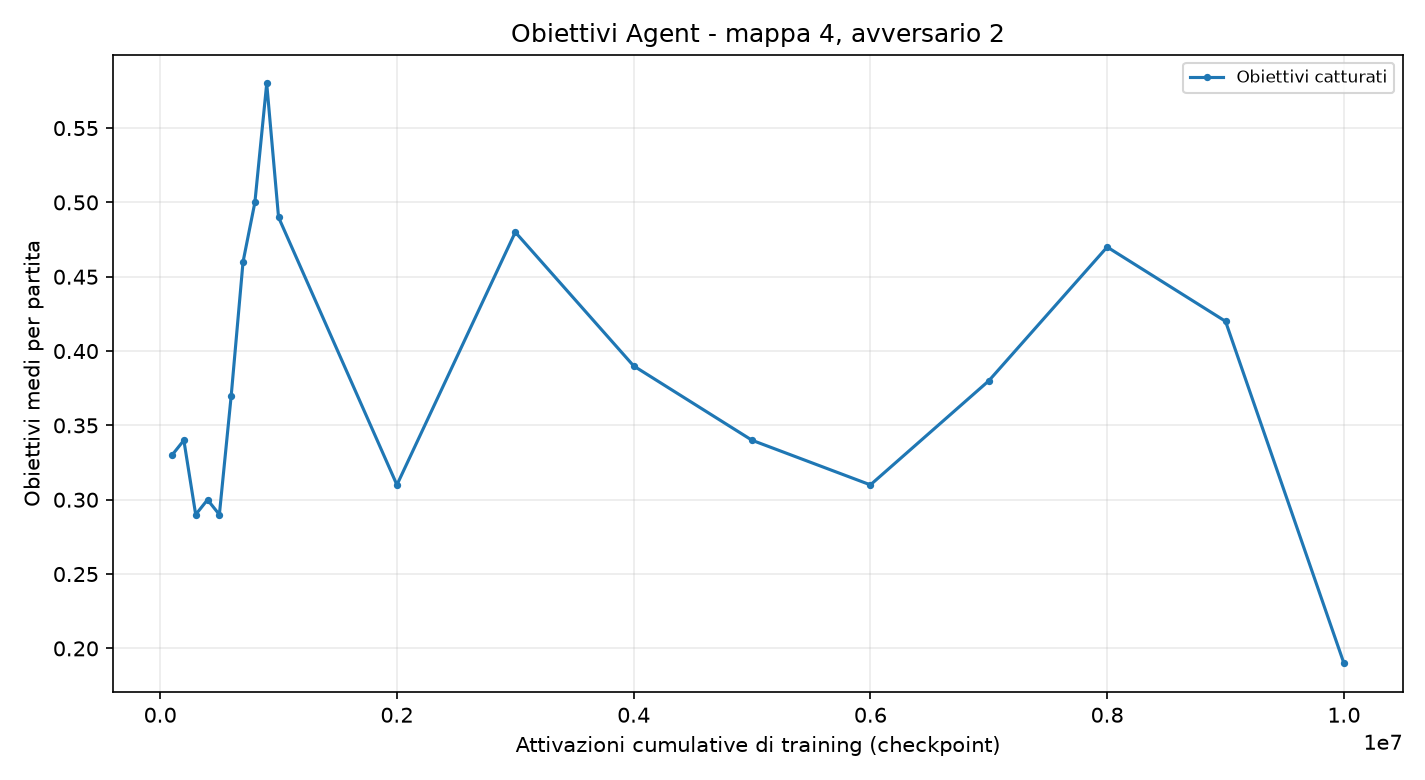 Obiettivi Agent - mappa 4, avversario 2
Obiettivi catturati
Obiettivi medi per partita
0.55
0.50
0.45
0.40
0.35
0.30
0.25
0.20
0.0 0.2 0.4 0.6 0.8 1.0
1e7
Attivazioni cumulative di training (checkpoint)